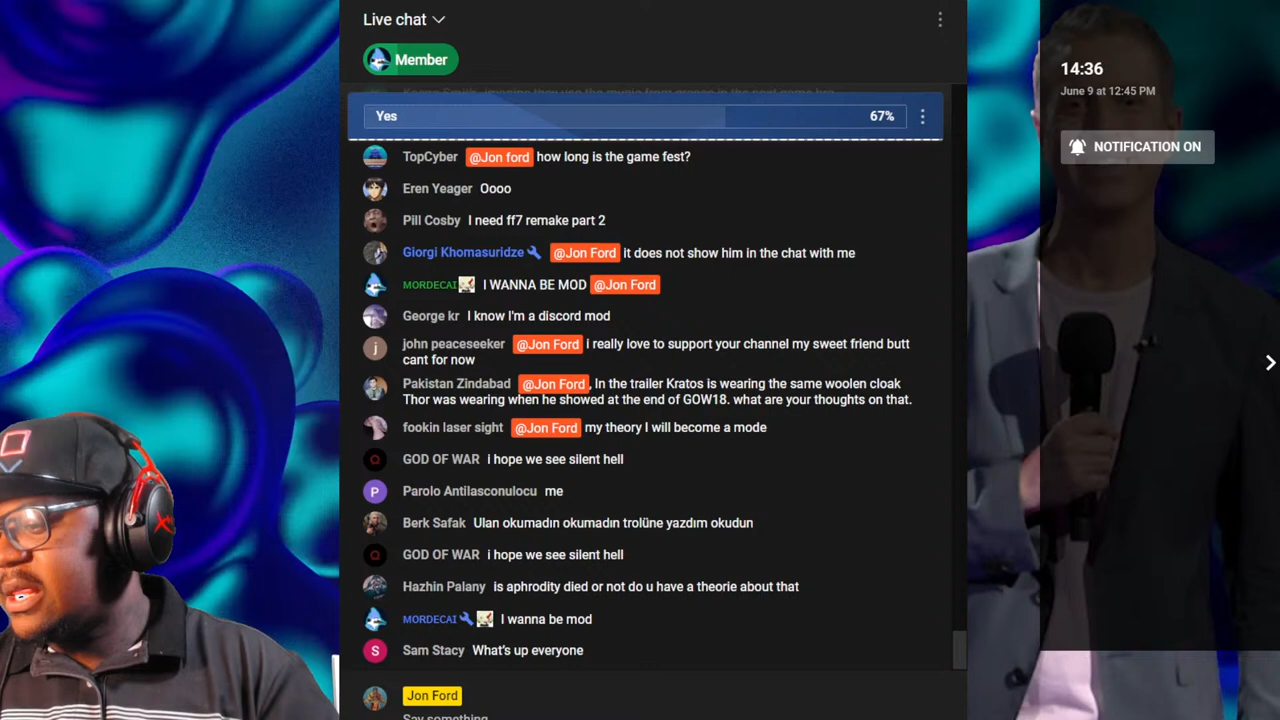 Live chat
Member
Yes 67%
TopCyber @Jon ford how long is the game fest?
Eren Yeager Oooo
Pill Cosby I need ff7 remake part 2
Giorgi Khomasuridze @Jon Ford it does not show him in the chat with me
MORDECAI I WANNA BE MOD @Jon Ford
George kr I know I'm a discord mod
j john peaceseeker @Jon Ford i really love to support your channel my sweet friend butt
cant for now
Pakistan Zindabad @Jon Ford, In the trailer Kratos is wearing the same woolen cloak
Thor was wearing when he showed at the end of GOW18. what are your thoughts on that.
fookin laser sight @Jon Ford my theory I will become a mode
GOD OF WAR i hope we see silent hell
P Parolo Antilasconulocu me
Berk Safak Ulan okumadın okumadın trolüne yazdım okudun
GOD OF WAR i hope we see silent hell
Hazhin Palany is aphrodity died or not do u have a theorie about that
MORDECAI I wanna be mod
S Sam Stacy What's up everyone
Jon Ford
Say something
14:36
June 9 at 12:45 PM
NOTIFICATION ON